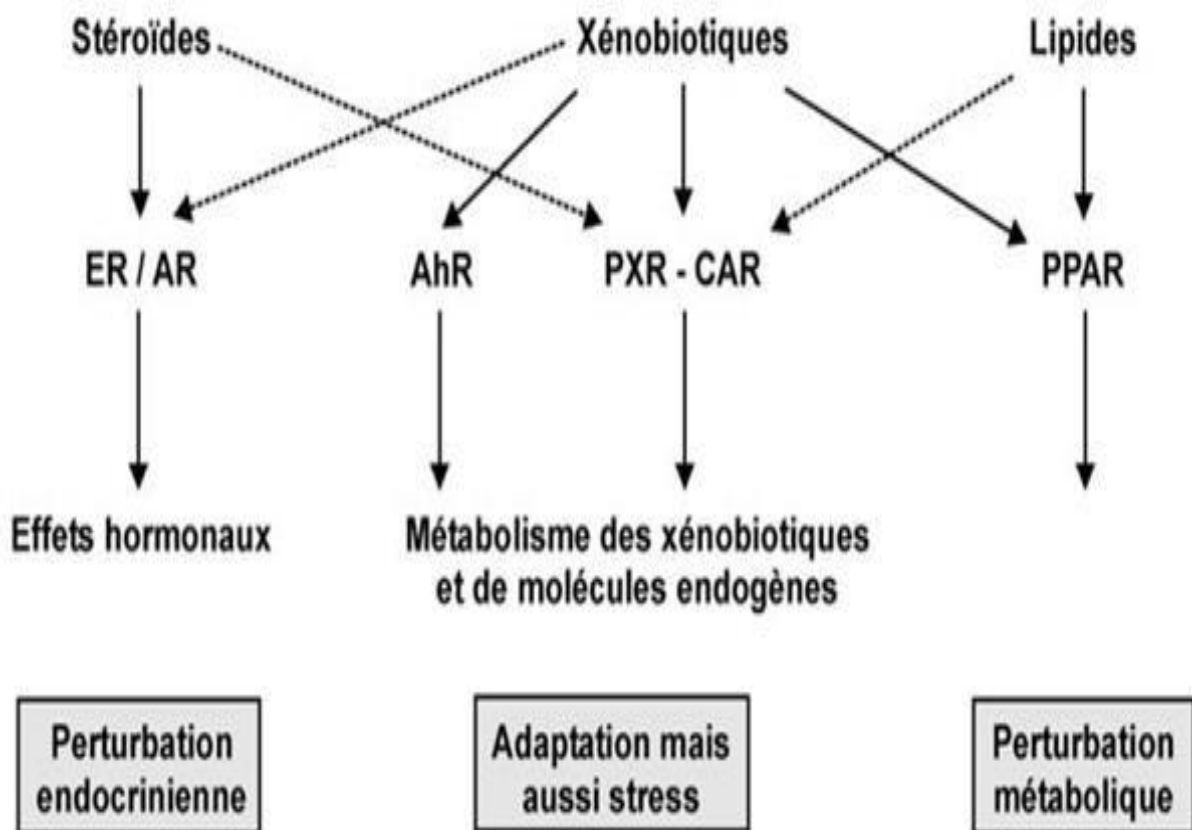 Stéroïdes
Xénobiotiques
Lipides
ER / AR
AhR
PXR - CAR
PPAR
Effets hormonaux
Métabolisme des xénobiotiques
et de molécules endogènes
Perturbation
endocrinienne
Adaptation mais
aussi stress
Perturbation
métabolique